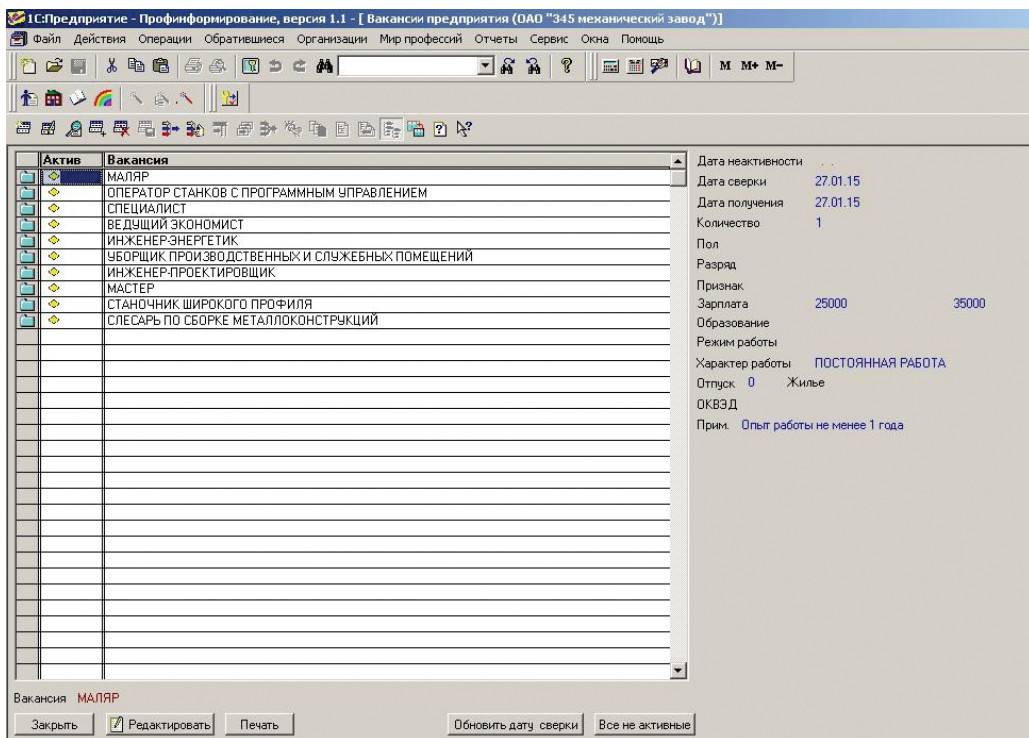 1С:Предприятие - Профинформирование, версия 1.1 - [ Вакансии предприятия (ОАО "345 механический завод")]
Файл Действия Операции Обратившиеся Организации Мир профессий Отчеты Сервис Окна Помощь
M M+ M-
Актив Вакансия
МАЛЯР
ОПЕРАТОР СТАНКОВ С ПРОГРАММНЫМ УПРАВЛЕНИЕМ
СПЕЦИАЛИСТ
ВЕДУЩИЙ ЭКОНОМИСТ
ИНЖЕНЕР-ЭНЕРГЕТИК
УБОРЩИК ПРОИЗВОДСТВЕННЫХ И СЛУЖЕБНЫХ ПОМЕЩЕНИЙ
ИНЖЕНЕР-ПРОЕКТИРОВЩИК
МАСТЕР
СТАНОЧНИК ШИРОКОГО ПРОФИЛЯ
СЛЕСАРЬ ПО СБОРКЕ МЕТАЛЛОКОНСТРУКЦИЙ
Дата неактивности . .
Дата сверки 27.01.15
Дата получения 27.01.15
Количество 1
Пол
Разряд
Признак
Зарплата 25000 35000
Образование
Режим работы
Характер работы ПОСТОЯННАЯ РАБОТА
Отпуск 0 Жилье
ОКВЭД
Прим. Опыт работы не менее 1 года
Вакансия МАЛЯР
Закрыть Редактировать Печать Обновить дату сверки Все не активные